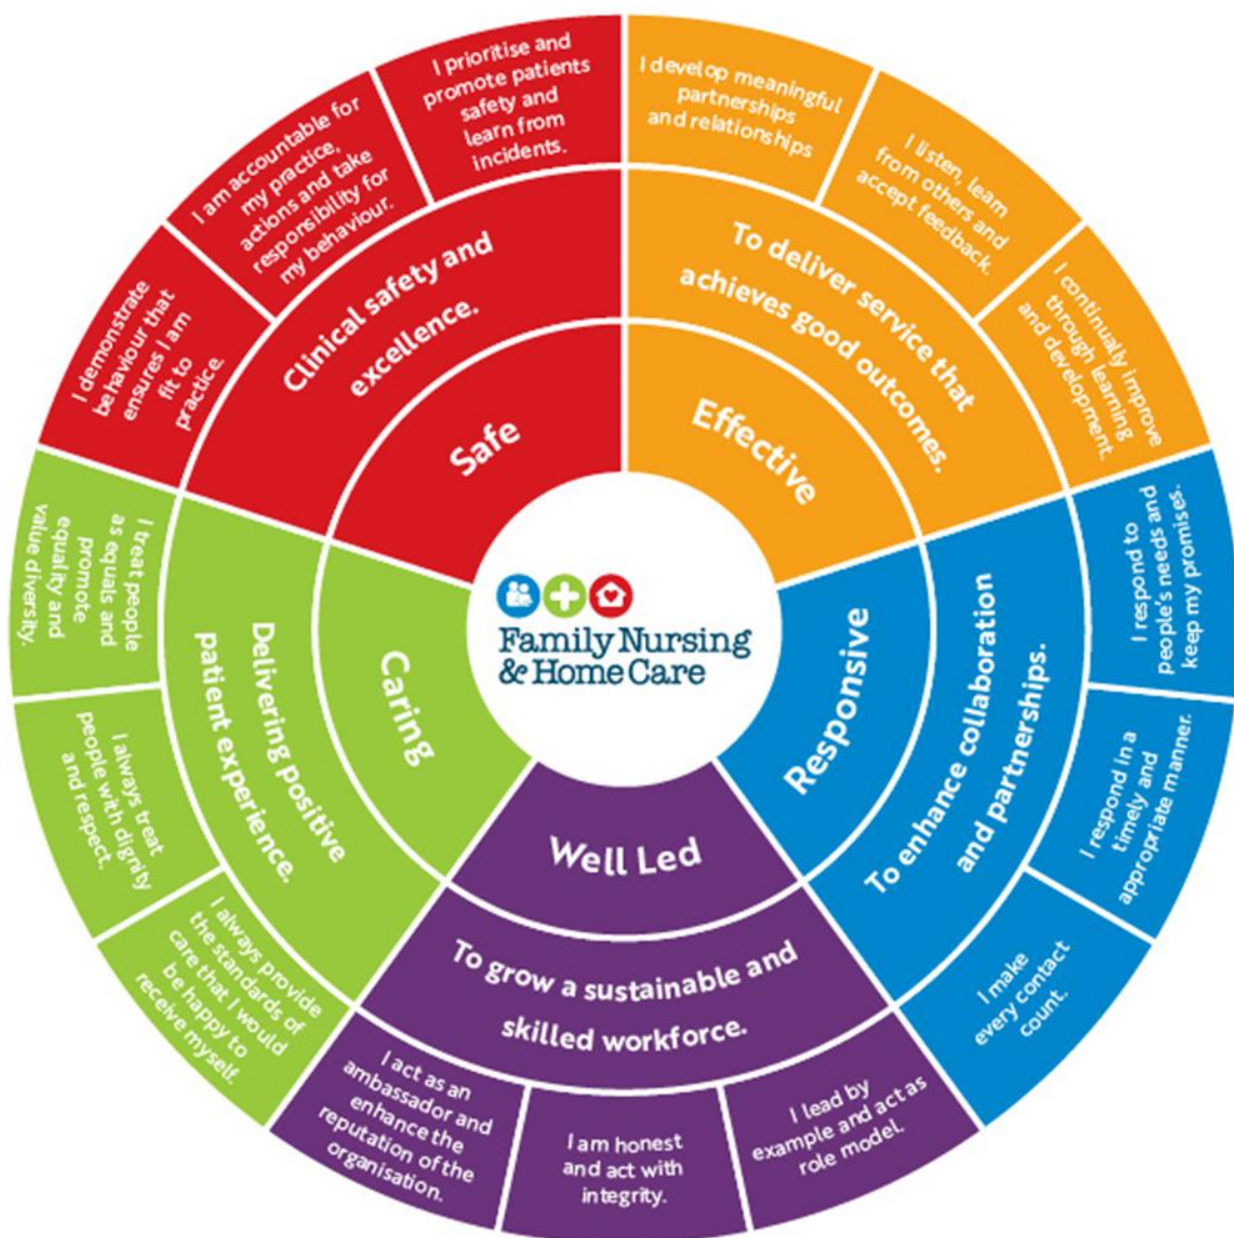 Family Nursing
& Home Care
Safe
Clinical safety and
excellence.
I demonstrate
behaviour that
ensures I am
fit to
practice.
I am accountable for
my practice,
actions and take
responsibility for
my behaviour.
I prioritise and
promote patients
safety and
learn from
incidents.
Effective
To deliver service that
achieves good outcomes.
I develop meaningful
partnerships
and relationships
I listen, learn
from others and
accept feedback.
I continually improve
through learning
and development.
Responsive
To enhance collaboration
and partnerships.
I respond to
people's needs and
keep my promises.
I respond in a
timely and
appropriate manner.
I make
every contact
count.
Well Led
To grow a sustainable and
skilled workforce.
I lead by
example and act as
role model.
I am honest
and act with
integrity.
I act as an
ambassador and
enhance the
reputation of the
organisation.
Caring
Delivering positive
patient experience.
I always provide
the standards of
care that I would
be happy to
receive myself.
I always treat
people with dignity
and respect.
I treat people
as equals and
promote
equality and
value diversity.